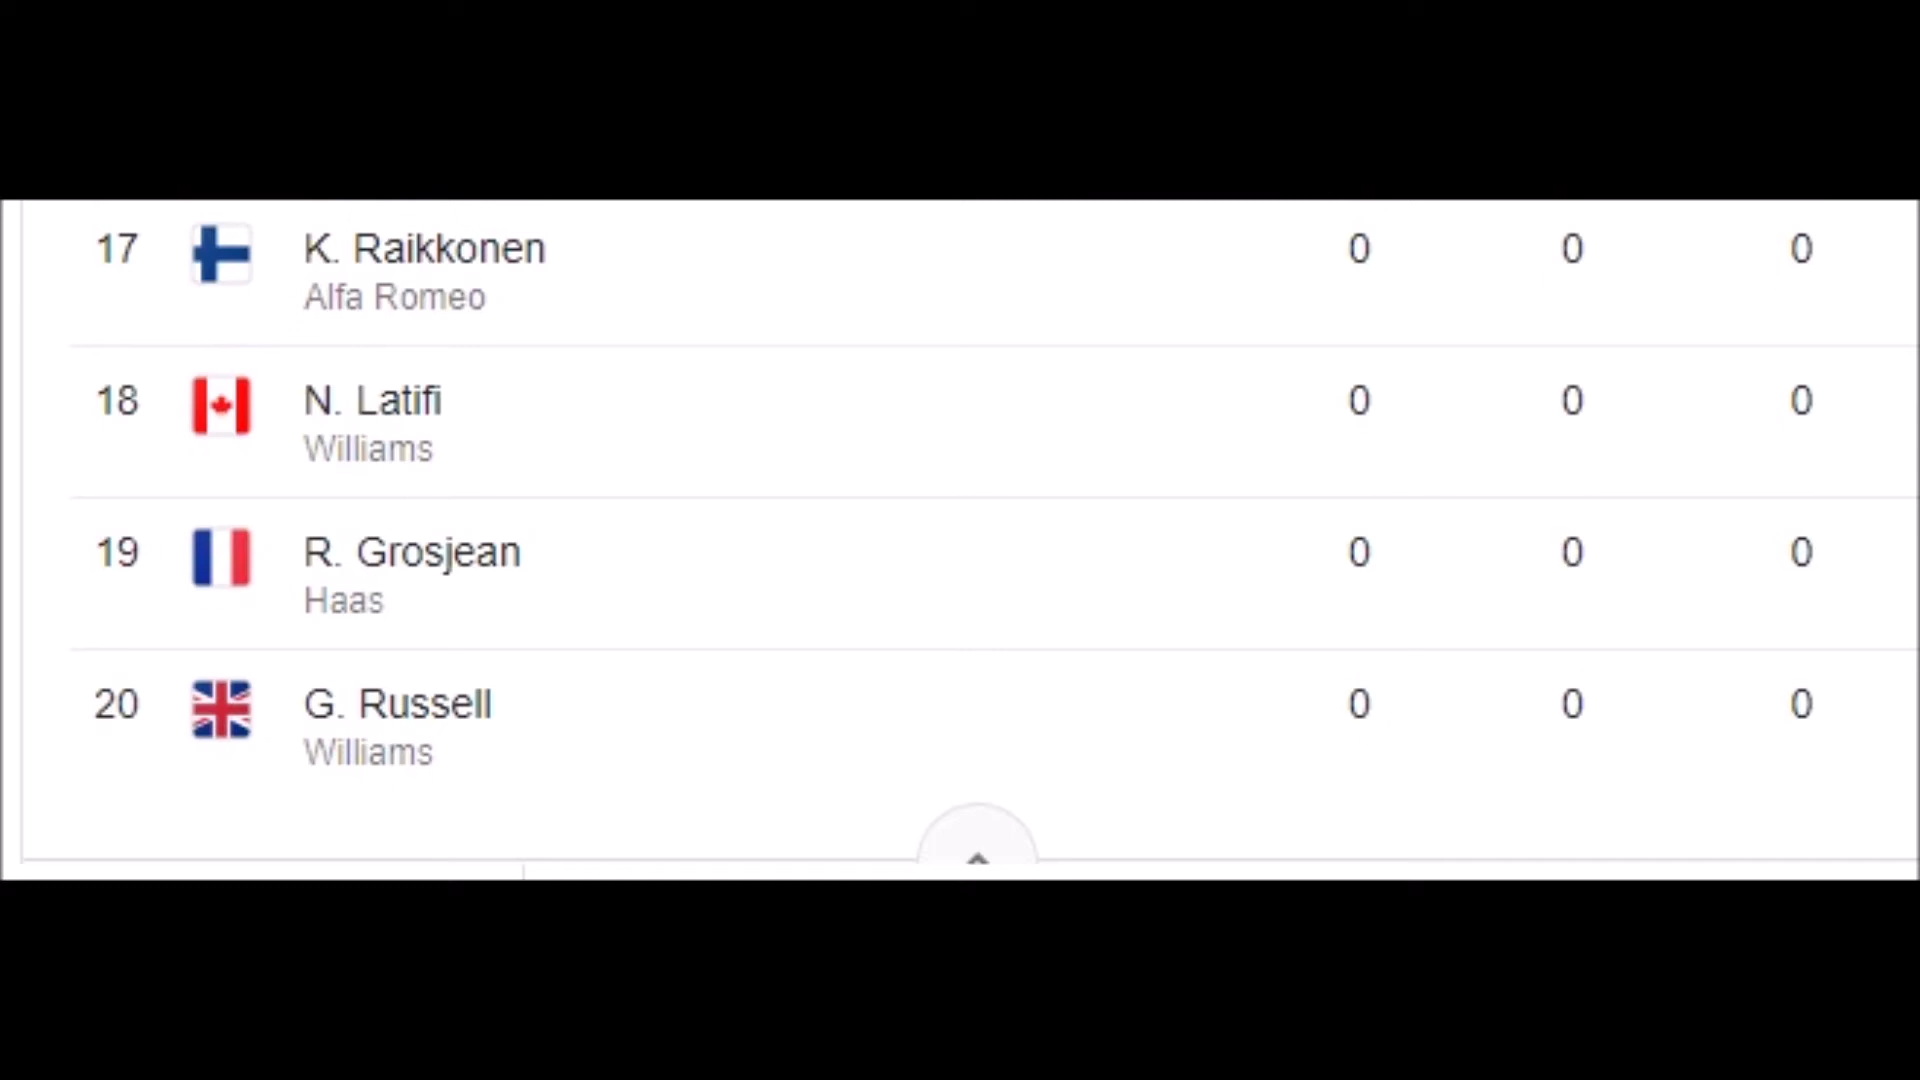 17 K. Raikkonen 0 0 0
Alfa Romeo
18 N. Latifi 0 0 0
Williams
19 R. Grosjean 0 0 0
Haas
20 G. Russell 0 0 0
Williams